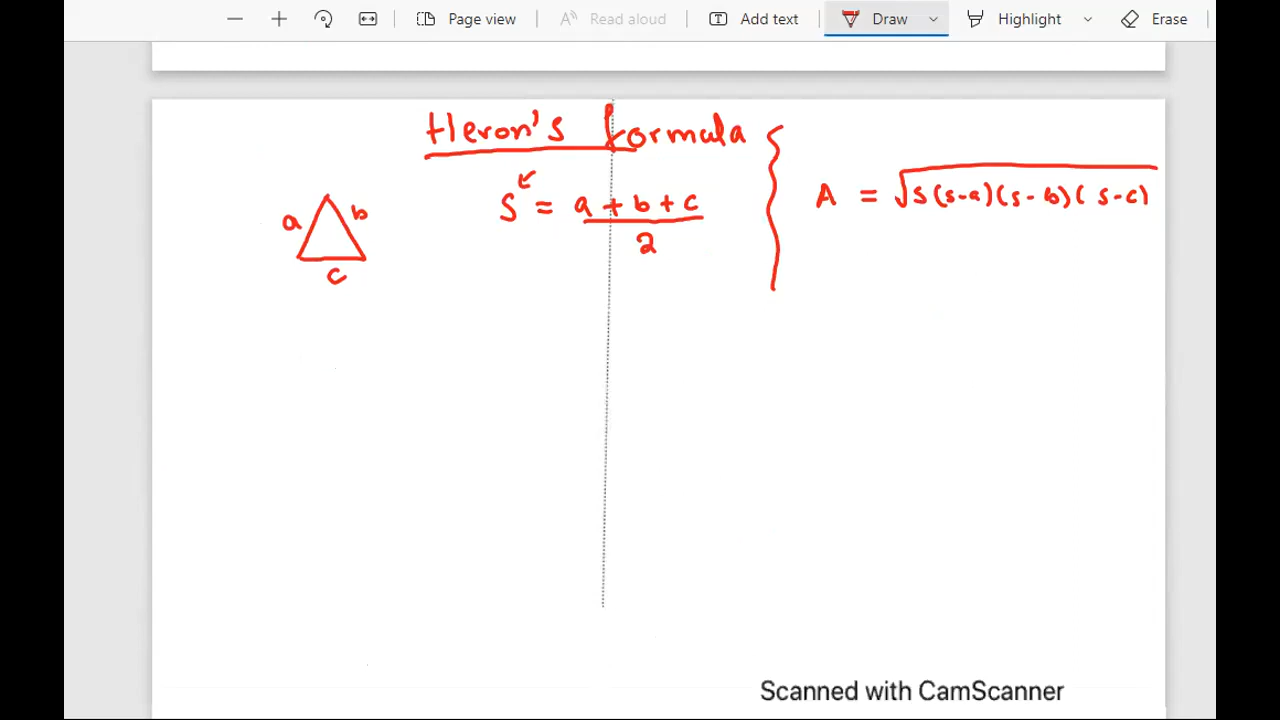 Page view Read aloud Add text Draw Highlight Erase
Heron's formula
S = a + b + c
2
A = √S(s-a)(s-b)(s-c)
a
b
c
Scanned with CamScanner